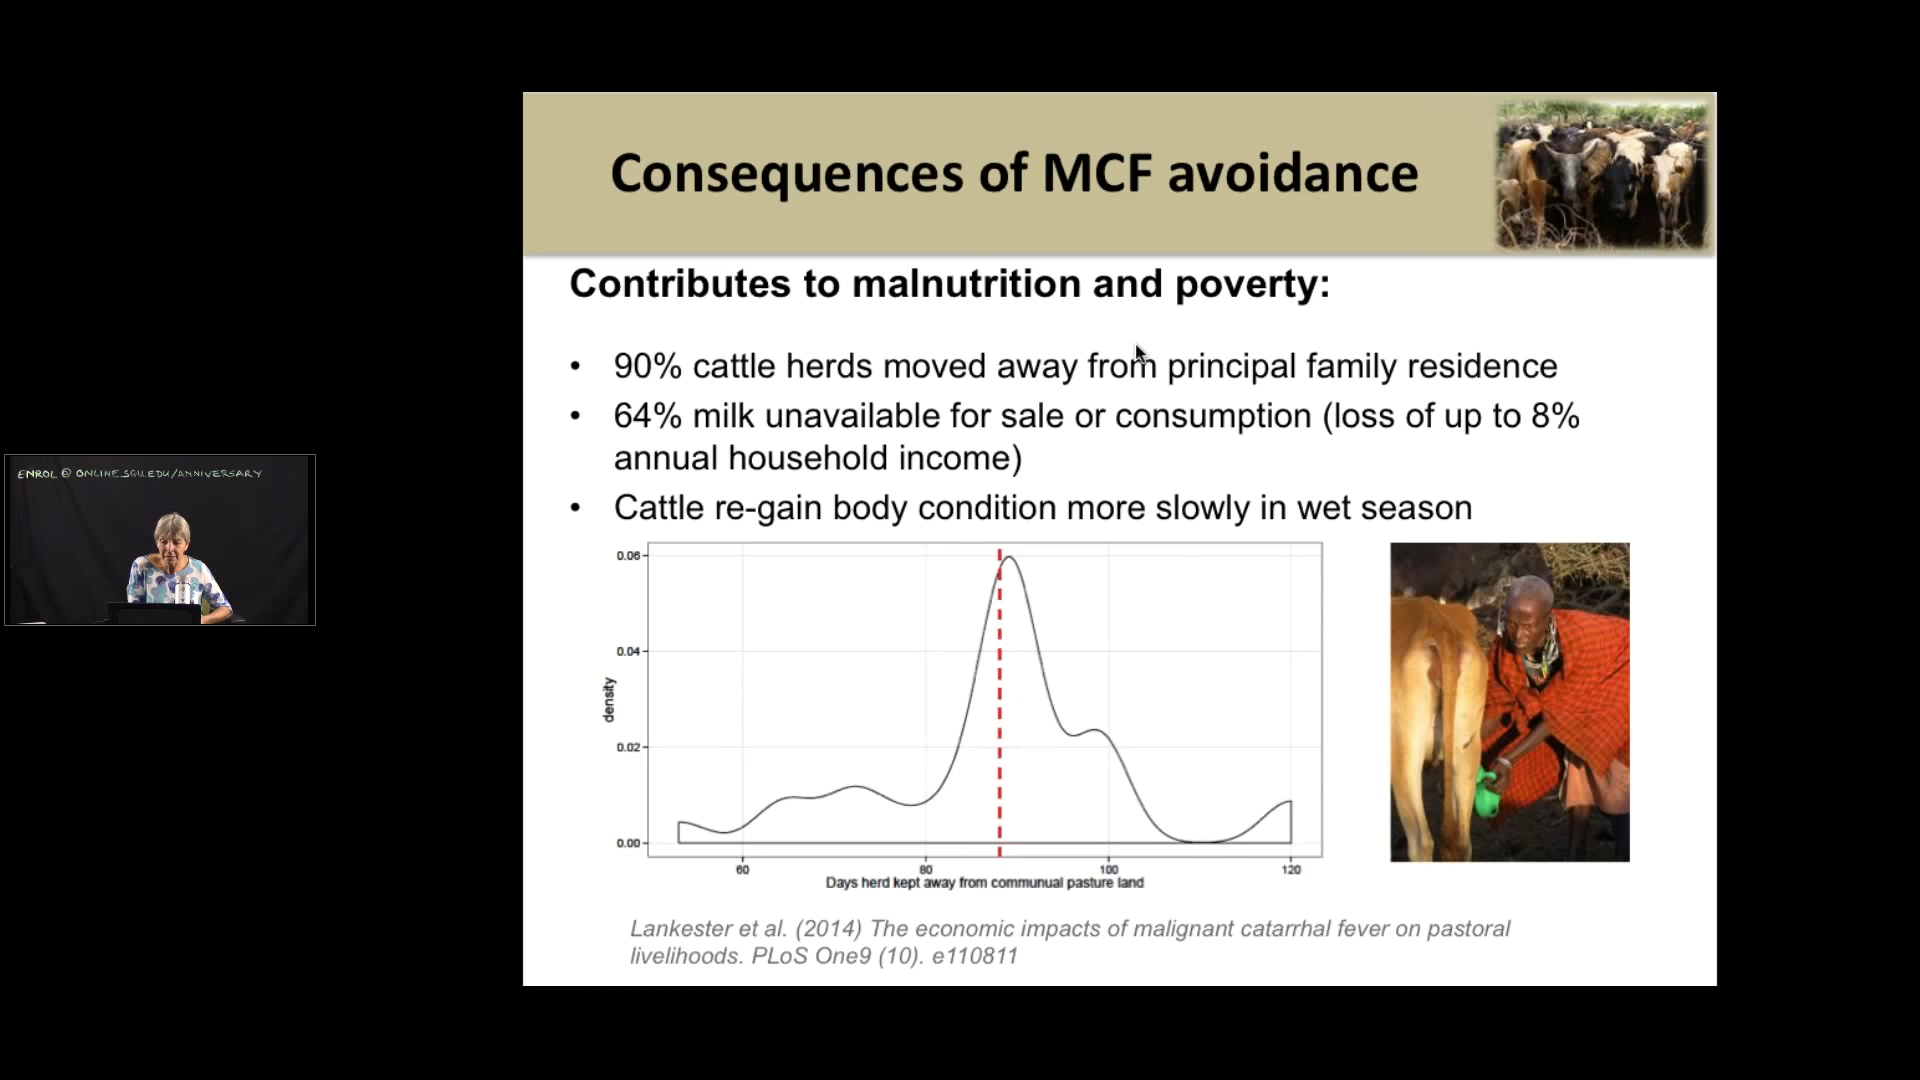 Consequences of MCF avoidance
Contributes to malnutrition and poverty:
• 90% cattle herds moved away from principal family residence
• 64% milk unavailable for sale or consumption (loss of up to 8%
annual household income)
• Cattle re-gain body condition more slowly in wet season
ENROL @ ONLINE.SGU.EDU/ANNIVERSARY
0.06
0.04
0.02
0.00
density
60 80 100 120
Days herd kept away from communual pasture land
Lankester et al. (2014) The economic impacts of malignant catarrhal fever on pastoral
livelihoods. PLoS One9 (10). e110811